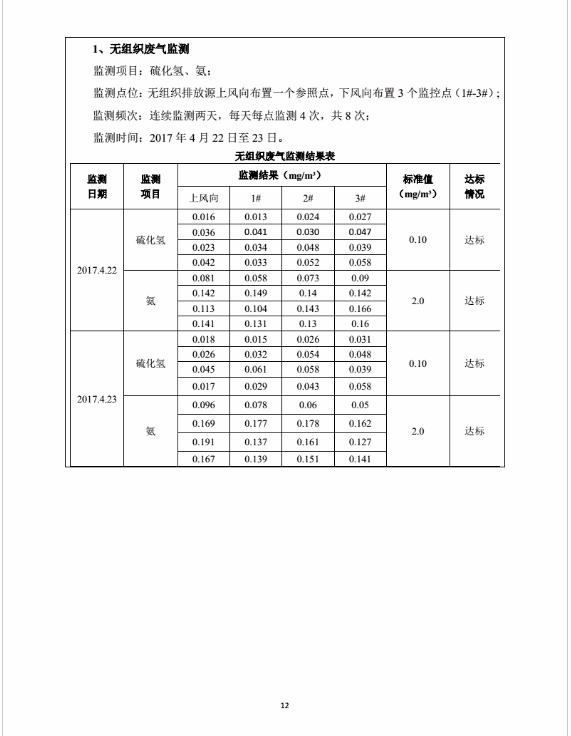 1、无组织废气监测
监测项目：硫化氢、氨；
监测点位：无组织排放源上风向布置一个参照点，下风向布置 3 个监控点（1#-3#）；
监测频次：连续监测两天，每天每点监测 4 次，共 8 次；
监测时间：2017 年 4 月 22 日至 23 日。
无组织废气监测结果表
监测日期 监测项目 监测结果（mg/m³） 标准值（mg/m³） 达标情况
上风向 1# 2# 3#
2017.4.22 硫化氢 0.016 0.013 0.024 0.027 0.10 达标
0.036 0.041 0.030 0.047
0.023 0.034 0.048 0.039
0.042 0.033 0.052 0.058
氨 0.081 0.058 0.073 0.09 2.0 达标
0.142 0.149 0.14 0.142
0.113 0.104 0.143 0.166
0.141 0.131 0.13 0.16
2017.4.23 硫化氢 0.018 0.015 0.026 0.031 0.10 达标
0.026 0.032 0.054 0.048
0.045 0.061 0.058 0.039
0.017 0.029 0.043 0.058
氨 0.096 0.078 0.06 0.05 2.0 达标
0.169 0.177 0.178 0.162
0.191 0.137 0.161 0.127
0.167 0.139 0.151 0.141
12